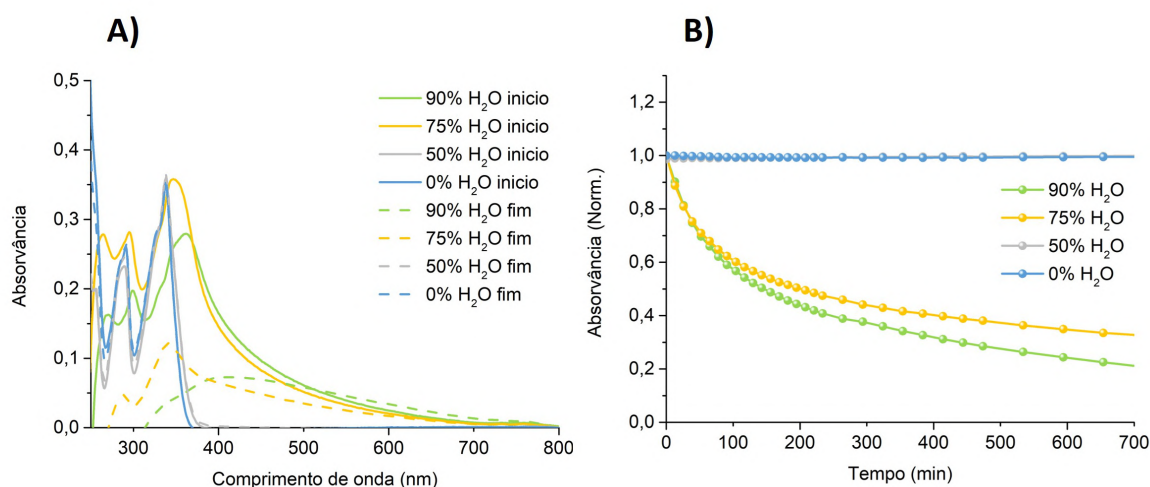 A)
Absorvância
0,5
0,4
0,3
0,2
0,1
0,0
300
400
500
600
700
800
Comprimento de onda (nm)
90% H₂O inicio
75% H₂O inicio
50% H₂O inicio
0% H₂O inicio
90% H₂O fim
75% H₂O fim
50% H₂O fim
0% H₂O fim
B)
Absorvância (Norm.)
1,2
1,0
0,8
0,6
0,4
0,2
0,0
0
100
200
300
400
500
600
700
Tempo (min)
90% H₂O
75% H₂O
50% H₂O
0% H₂O